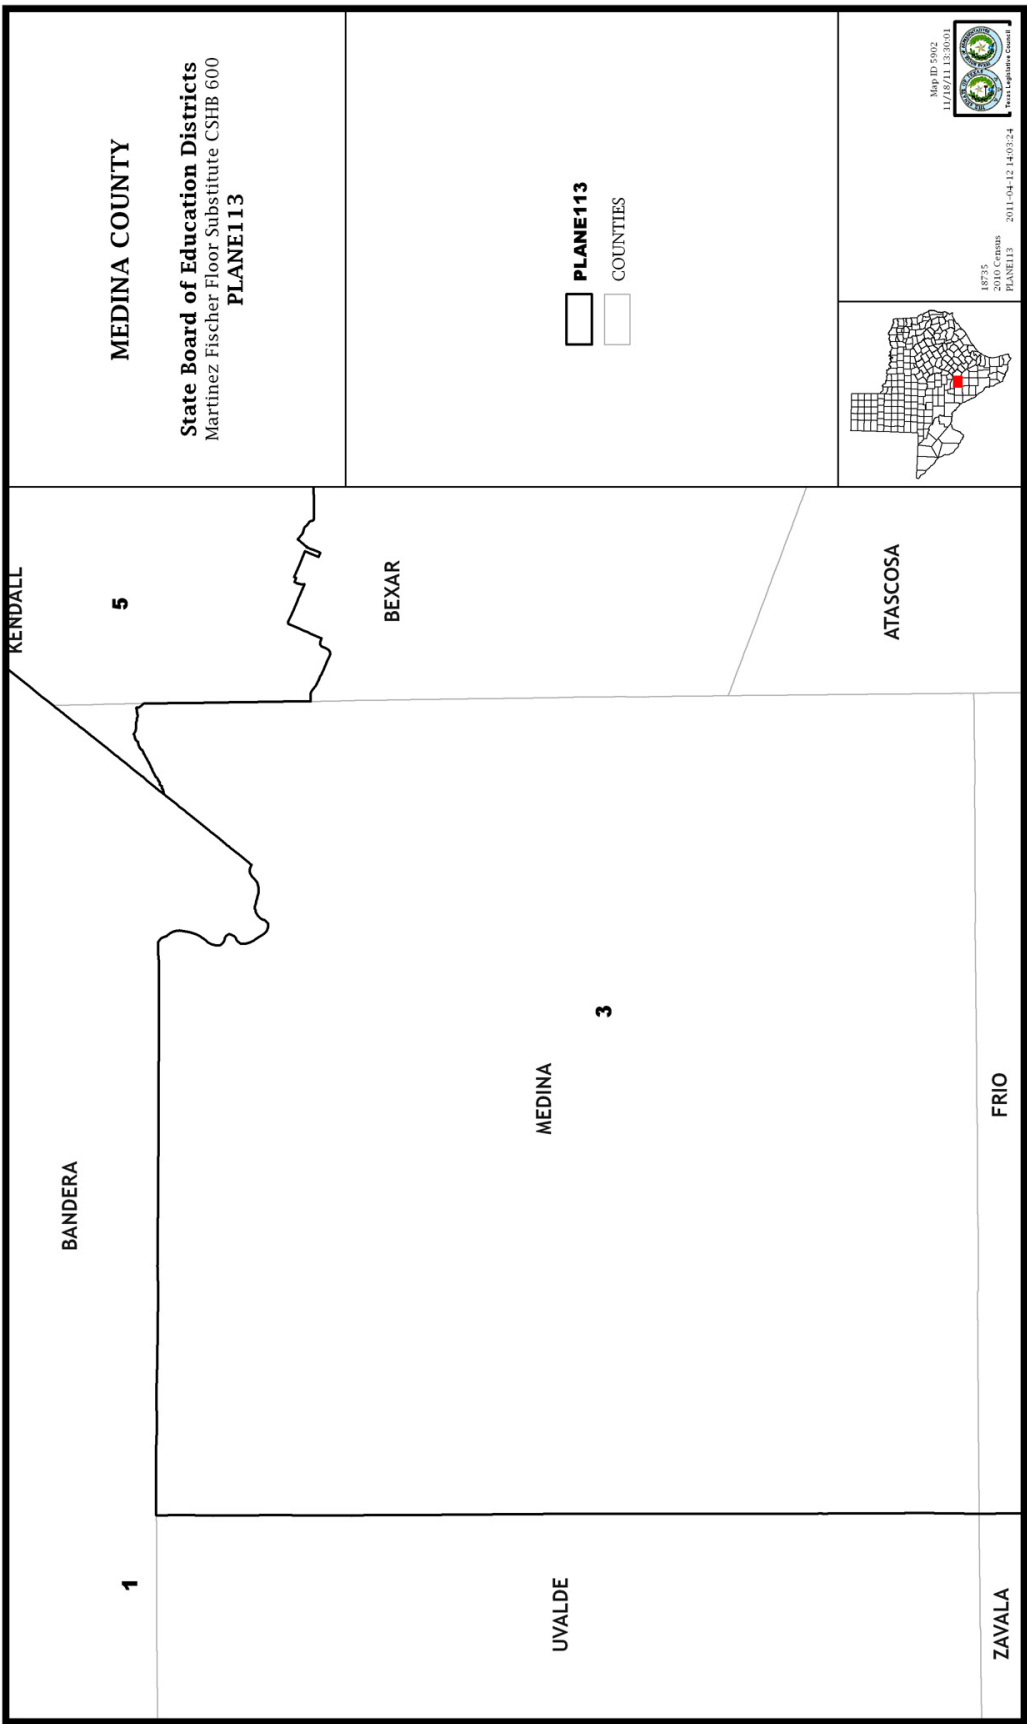 MEDINA COUNTY
State Board of Education Districts
Martinez Fischer Floor Substitute CSHB 600
PLANE113
PLANE113
COUNTIES
KENDALL
5
BANDERA
1
BEXAR
MEDINA
3
UVALDE
ATASCOSA
FRIO
ZAVALA
Map ID 5902
11/18/11 13:30:01
Texas Legislative Council
18735
2010 Census
PLANE113 2011-04-12 14:03:24